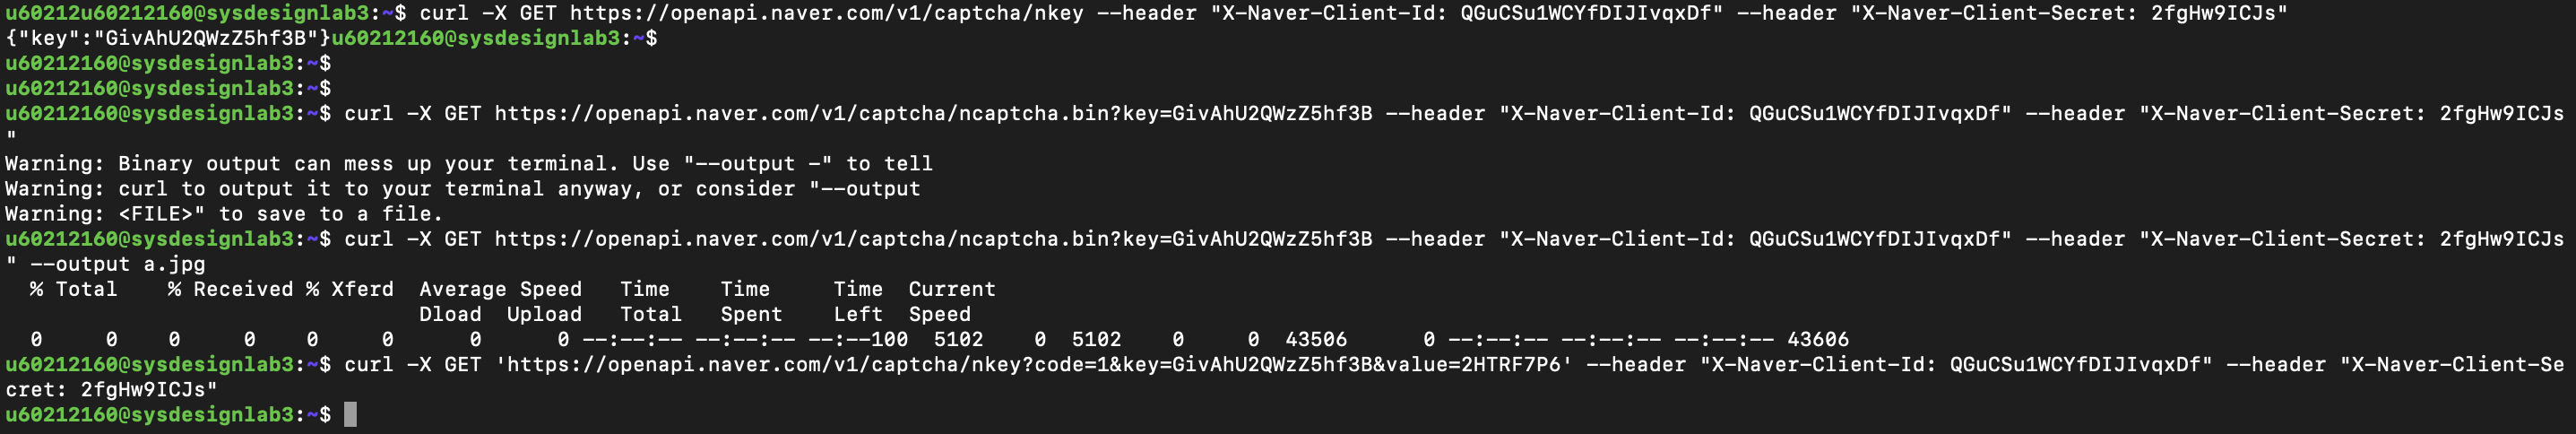 u60212u60212160@sysdesignlab3:~$ curl -X GET https://openapi.naver.com/v1/captcha/nkey --header "X-Naver-Client-Id: QGuCSu1WCYfDIJIvqxDf" --header "X-Naver-Client-Secret: 2fgHw9ICJs"
{"key":"GivAhU2QWzZ5hf3B"}u60212160@sysdesignlab3:~$
u60212160@sysdesignlab3:~$
u60212160@sysdesignlab3:~$
u60212160@sysdesignlab3:~$ curl -X GET https://openapi.naver.com/v1/captcha/ncaptcha.bin?key=GivAhU2QWzZ5hf3B --header "X-Naver-Client-Id: QGuCSu1WCYfDIJIvqxDf" --header "X-Naver-Client-Secret: 2fgHw9ICJs
"
Warning: Binary output can mess up your terminal. Use "--output -" to tell
Warning: curl to output it to your terminal anyway, or consider "--output
Warning: <FILE>" to save to a file.
u60212160@sysdesignlab3:~$ curl -X GET https://openapi.naver.com/v1/captcha/ncaptcha.bin?key=GivAhU2QWzZ5hf3B --header "X-Naver-Client-Id: QGuCSu1WCYfDIJIvqxDf" --header "X-Naver-Client-Secret: 2fgHw9ICJs
" --output a.jpg
  % Total    % Received % Xferd  Average Speed   Time    Time     Time  Current
                                 Dload  Upload   Total   Spent    Left  Speed
  0     0    0     0    0     0      0      0 --:--:-- --:--:-- --:--100  5102    0  5102    0     0  43506      0 --:--:-- --:--:-- --:--:-- 43606
u60212160@sysdesignlab3:~$ curl -X GET 'https://openapi.naver.com/v1/captcha/nkey?code=1&key=GivAhU2QWzZ5hf3B&value=2HTRF7P6' --header "X-Naver-Client-Id: QGuCSu1WCYfDIJIvqxDf" --header "X-Naver-Client-Se
cret: 2fgHw9ICJs"
u60212160@sysdesignlab3:~$